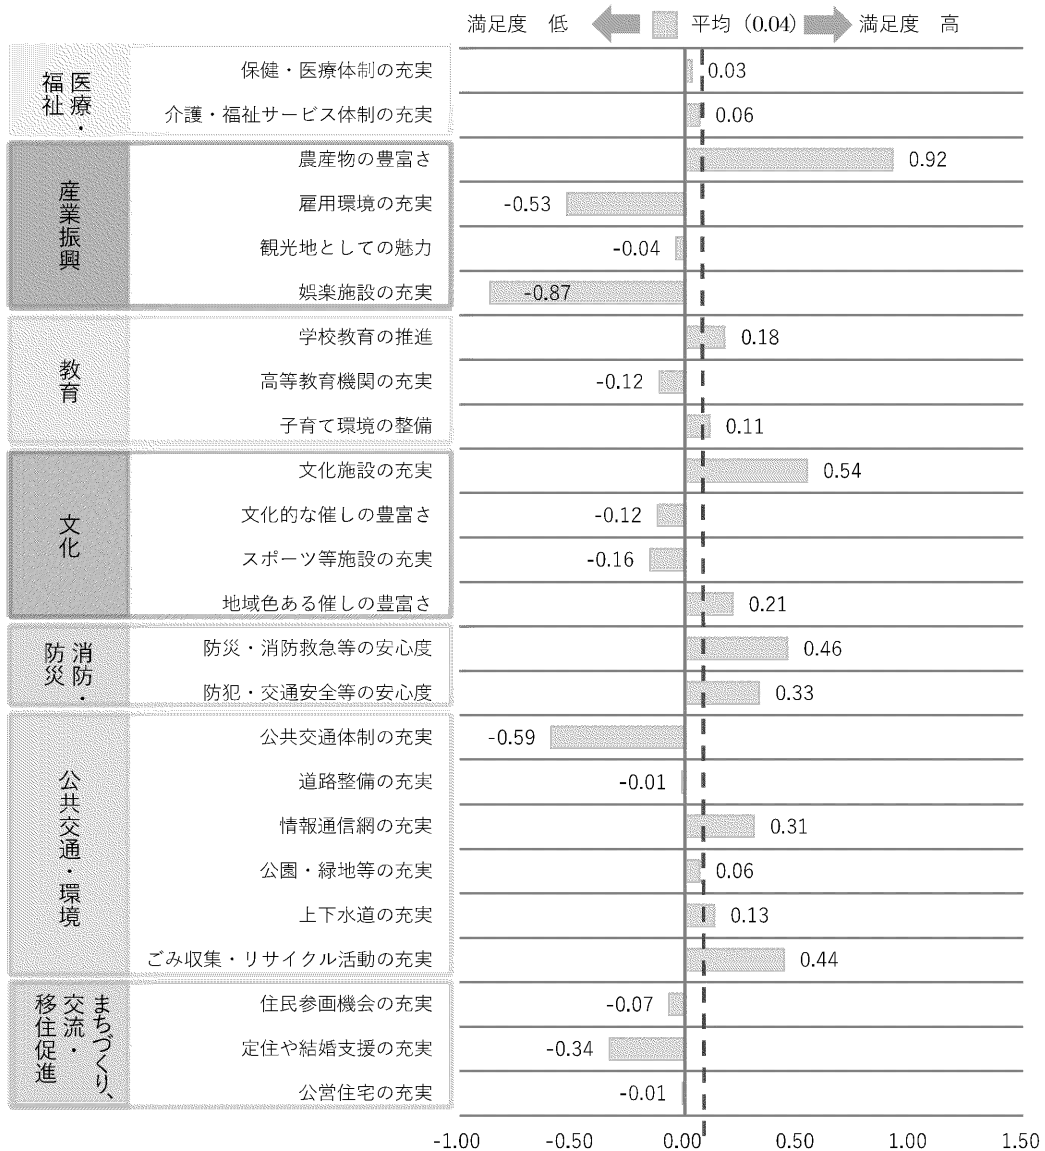 満足度 低 平均（0.04） 満足度 高
医療・
福祉
保健・医療体制の充実 0.03
介護・福祉サービス体制の充実 0.06
産業振興
農産物の豊富さ 0.92
雇用環境の充実 -0.53
観光地としての魅力 -0.04
娯楽施設の充実 -0.87
教育
学校教育の推進 0.18
高等教育機関の充実 -0.12
子育て環境の整備 0.11
文化
文化施設の充実 0.54
文化的な催しの豊富さ -0.12
スポーツ等施設の充実 -0.16
地域色ある催しの豊富さ 0.21
消防・
防災
防災・消防救急等の安心度 0.46
防犯・交通安全等の安心度 0.33
公共交通・環境
公共交通体制の充実 -0.59
道路整備の充実 -0.01
情報通信網の充実 0.31
公園・緑地等の充実 0.06
上下水道の充実 0.13
ごみ収集・リサイクル活動の充実 0.44
まちづくり、
交流・
移住促進
住民参画機会の充実 -0.07
定住や結婚支援の充実 -0.34
公営住宅の充実 -0.01
-1.00 -0.50 0.00 0.50 1.00 1.50